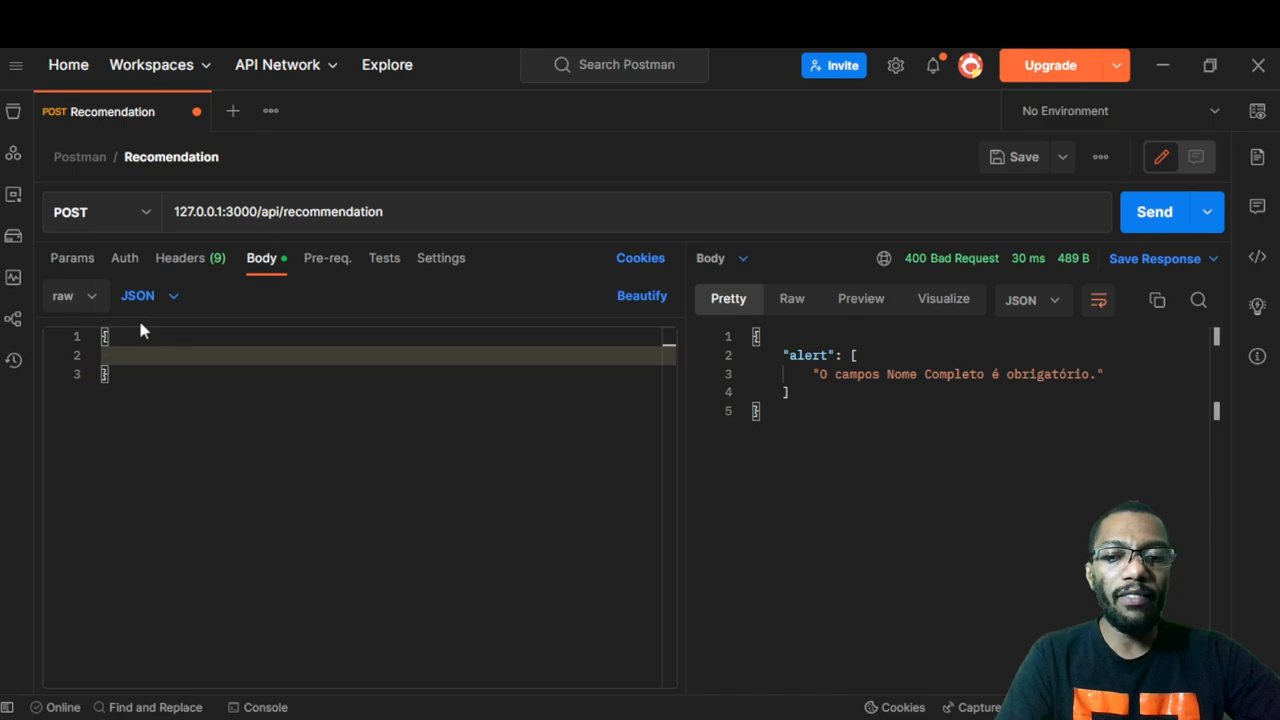 Home Workspaces API Network Explore Search Postman Invite Upgrade
POST Recomendation No Environment
Postman / Recomendation Save
POST 127.0.0.1:3000/api/recommendation Send
Params Auth Headers (9) Body Pre-req. Tests Settings Cookies
raw JSON Beautify
1 {
2
3 }
Body 400 Bad Request 30 ms 489 B Save Response
Pretty Raw Preview Visualize JSON
1 {
2 "alert": [
3 "O campos Nome Completo é obrigatório."
4 ]
5 }
Online Find and Replace Console Cookies Capture